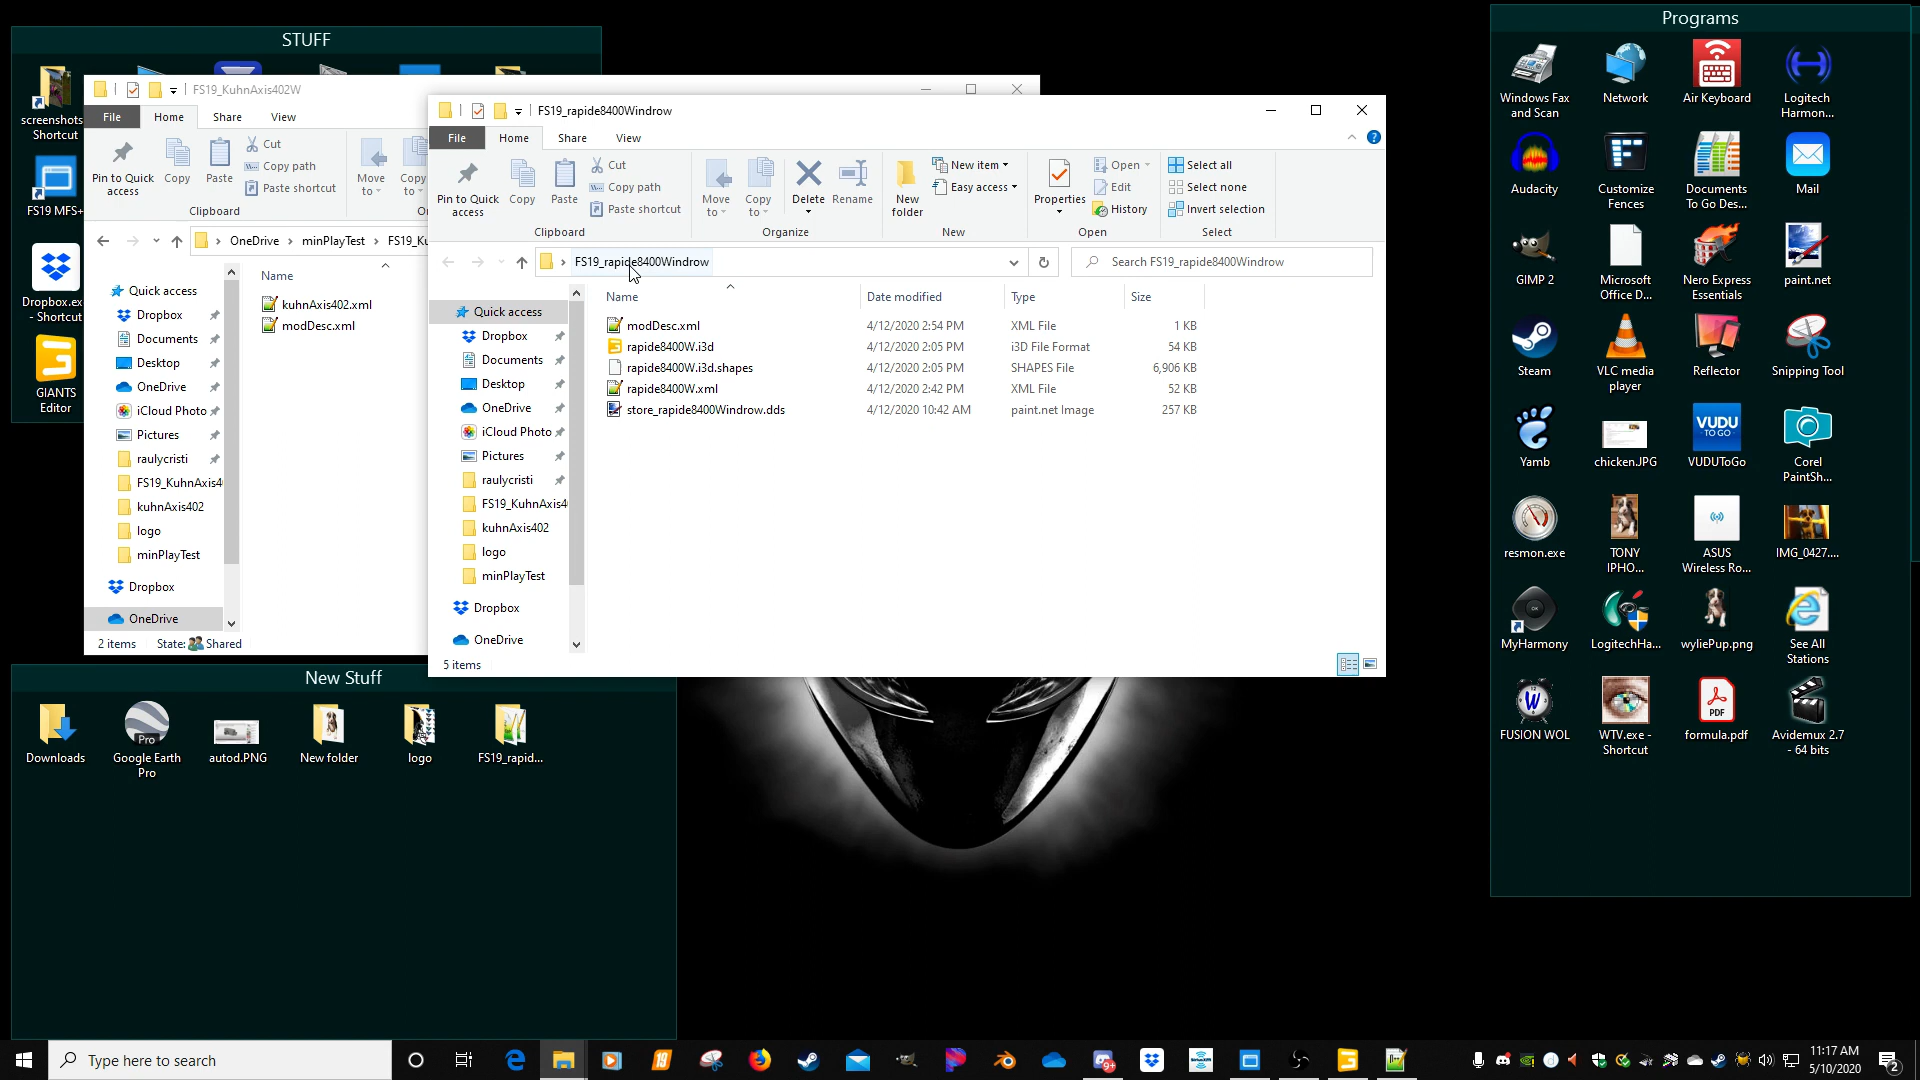 STUFF
screenshots
Shortcut
FS19 MFS+
Dropbox.ex
- Shortcut
GIANTS
Editor
FS19_KuhnAxis402W
File
Home
Share
View
Pin to Quick
access
Copy
Paste
Cut
Copy path
Paste shortcut
Move
to
Copy
to
Clipboard
OneDrive
minPlayTest
FS19_Ku
Quick access
Dropbox
Documents
Desktop
OneDrive
iCloud Photo
Pictures
raulycristi
FS19_KuhnAxis4
kuhnAxis402
logo
minPlayTest
Dropbox
OneDrive
Name
kuhnAxis402.xml
modDesc.xml
2 items
State:
Shared
FS19_rapide8400Windrow
File
Home
Share
View
Pin to Quick
access
Copy
Paste
Cut
Copy path
Paste shortcut
Clipboard
Move
to
Copy
to
Delete
Rename
Organize
New
folder
New item
Easy access
New
Properties
Open
Edit
History
Open
Select all
Select none
Invert selection
Select
FS19_rapide8400Windrow
Search FS19_rapide8400Windrow
Quick access
Dropbox
Documents
Desktop
OneDrive
iCloud Photo
Pictures
raulycristi
FS19_KuhnAxis4
kuhnAxis402
logo
minPlayTest
Dropbox
OneDrive
Name Date modified Type Size
modDesc.xml 4/12/2020 2:54 PM XML File 1 KB
rapide8400W.i3d 4/12/2020 2:05 PM i3D File Format 54 KB
rapide8400W.i3d.shapes 4/12/2020 2:05 PM SHAPES File 6,906 KB
rapide8400W.xml 4/12/2020 2:42 PM XML File 52 KB
store_rapide8400Windrow.dds 4/12/2020 10:42 AM paint.net Image 257 KB
5 items
New Stuff
Downloads
Pro
Google Earth
Pro
autod.PNG
New folder
logo
FS19_rapid...
Programs
Windows Fax
and Scan
Network
Air Keyboard
Logitech
Harmon...
Audacity
Customize
Fences
Documents
To Go Des...
Mail
GIMP 2
Microsoft
Office D...
Nero Express
Essentials
paint.net
Steam
VLC media
player
Reflector
Snipping Tool
Yamb
chicken.JPG
VUDU
TO GO
VUDUToGo
Corel
PaintSh...
resmon.exe
TONY
IPHO...
ASUS
Wireless Ro...
IMG_0427....
MyHarmony
LogitechHa...
wyliePup.png
See All
Stations
FUSION WOL
WTV.exe -
Shortcut
PDF
formula.pdf
Avidemux 2.7
- 64 bits
Type here to search
19
9+
11:17 AM
5/10/2020
2